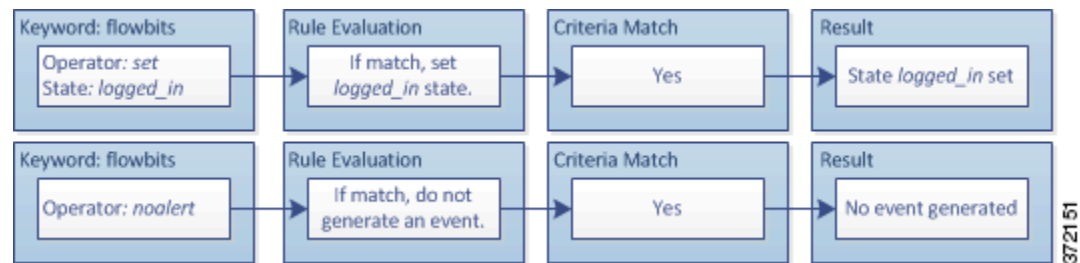 Keyword: flowbits
Operator: set
State: logged_in
Rule Evaluation
If match, set
logged_in state.
Criteria Match
Yes
Result
State logged_in set
Keyword: flowbits
Operator: noalert
Rule Evaluation
If match, do not
generate an event.
Criteria Match
Yes
Result
No event generated
372151